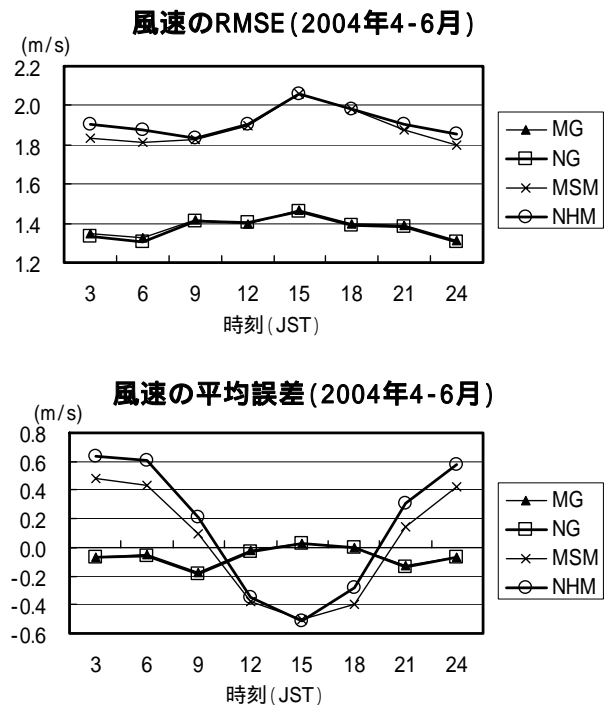 風速のRMSE(2004年4-6月)
(m/s)
2.2
2.0
1.8
1.6
1.4
1.2
3 6 9 12 15 18 21 24
時刻(JST)
MG
NG
MSM
NHM
風速の平均誤差(2004年4-6月)
(m/s)
0.8
0.6
0.4
0.2
0.0
-0.2
-0.4
-0.6
3 6 9 12 15 18 21 24
時刻(JST)
MG
NG
MSM
NHM